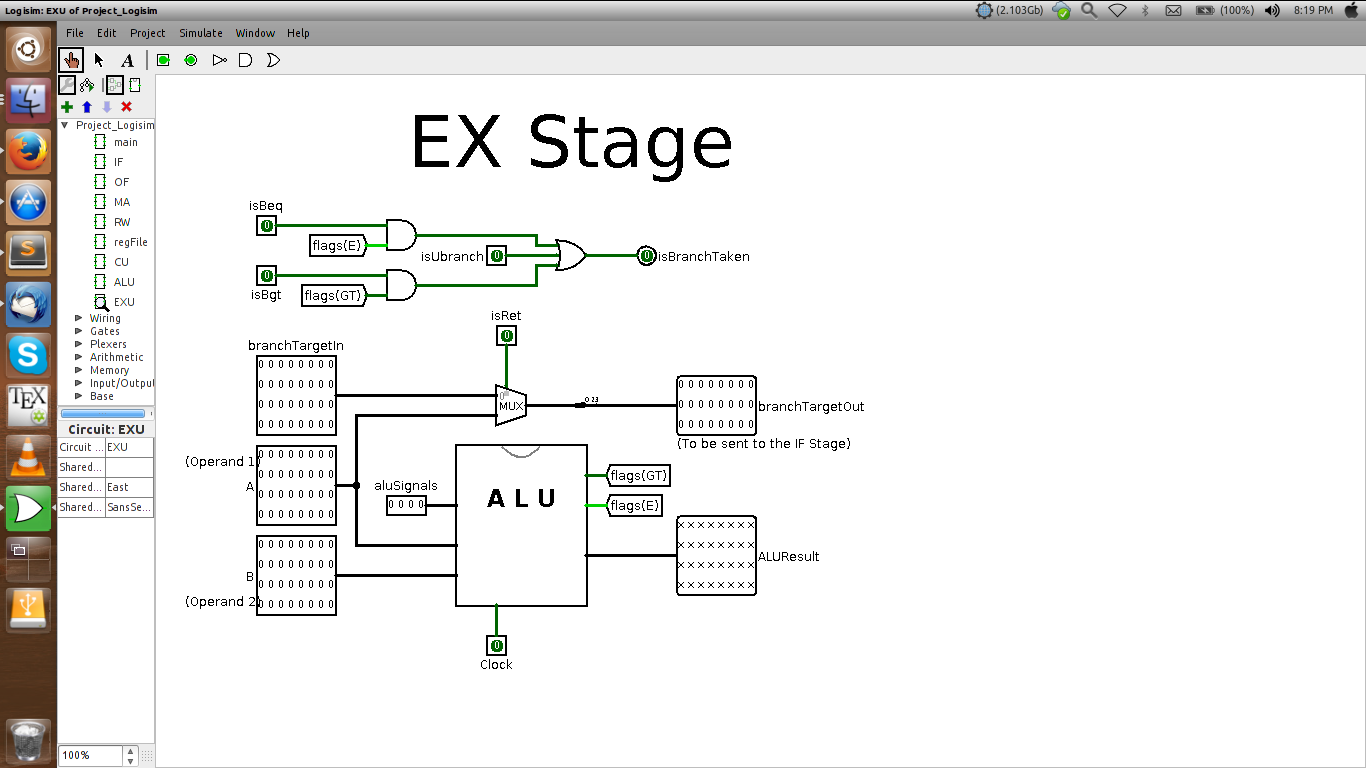 Logisim: EXU of Project_Logisim
(2.103Gb)
(100%)
8:19 PM
File Edit Project Simulate Window Help
A
Project_Logisim
main
IF
OF
MA
RW
regFile
CU
ALU
EXU
Wiring
Gates
Plexers
Arithmetic
Memory
Input/Output
Base
Circuit: EXU
Circuit ... EXU
Shared...
Shared... East
Shared... SansSe...
100%
S
TEX
EX Stage
isBeq
0
flags(E)
isUbranch 0
0 isBranchTaken
0
isBgt
flags(GT)
isRet
0
branchTargetIn
0 0 0 0 0 0 0 0
0 0 0 0 0 0 0 0
0 0 0 0 0 0 0 0
0 0 0 0 0 0 0 0
0
MUX
0 23
0 0 0 0 0 0 0 0
0 0 0 0 0 0 0 0
0 0 0 0 0 0 0 0
branchTargetOut
(To be sent to the IF Stage)
(Operand 1)
A
0 0 0 0 0 0 0 0
0 0 0 0 0 0 0 0
0 0 0 0 0 0 0 0
0 0 0 0 0 0 0 0
aluSignals
0 0 0 0
A L U
flags(GT)
flags(E)
B
(Operand 2)
0 0 0 0 0 0 0 0
0 0 0 0 0 0 0 0
0 0 0 0 0 0 0 0
0 0 0 0 0 0 0 0
x x x x x x x x
x x x x x x x x
x x x x x x x x
x x x x x x x x
ALUResult
0
Clock